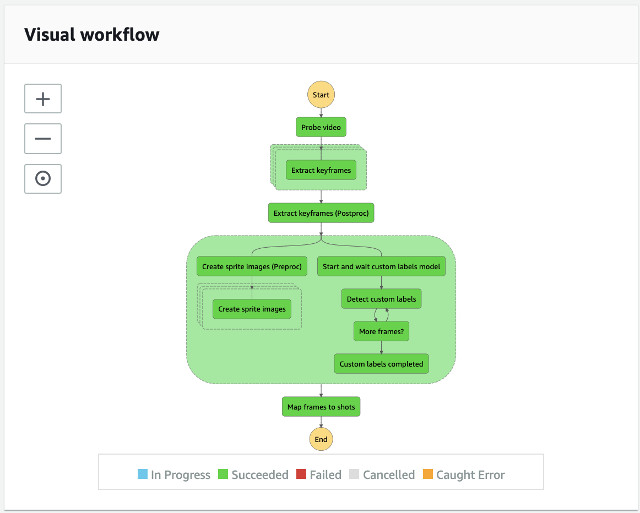 Visual workflow
Start
Probe video
Extract keyframes
Extract keyframes (Postproc)
Create sprite images (Preproc)
Start and wait custom labels model
Create sprite images
Detect custom labels
More frames?
Custom labels completed
Map frames to shots
End
In Progress Succeeded Failed Cancelled Caught Error